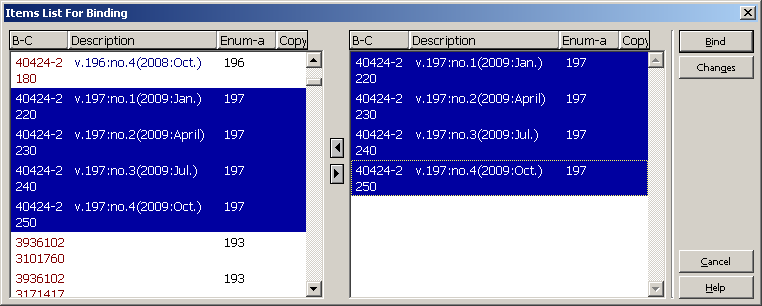 Items List For Binding
B-C Description Enum-a Copy
40424-2 v.196:no.4(2008:Oct.) 196
180
40424-2 v.197:no.1(2009:Jan.) 197
220
40424-2 v.197:no.2(2009:April) 197
230
40424-2 v.197:no.3(2009:Jul.) 197
240
40424-2 v.197:no.4(2009:Oct.) 197
250
3936102 193
3101760
3936102 193
3171417
B-C Description Enum-a Copy
40424-2 v.197:no.1(2009:Jan.) 197
220
40424-2 v.197:no.2(2009:April) 197
230
40424-2 v.197:no.3(2009:Jul.) 197
240
40424-2 v.197:no.4(2009:Oct.) 197
250
Bind
Changes
Cancel
Help